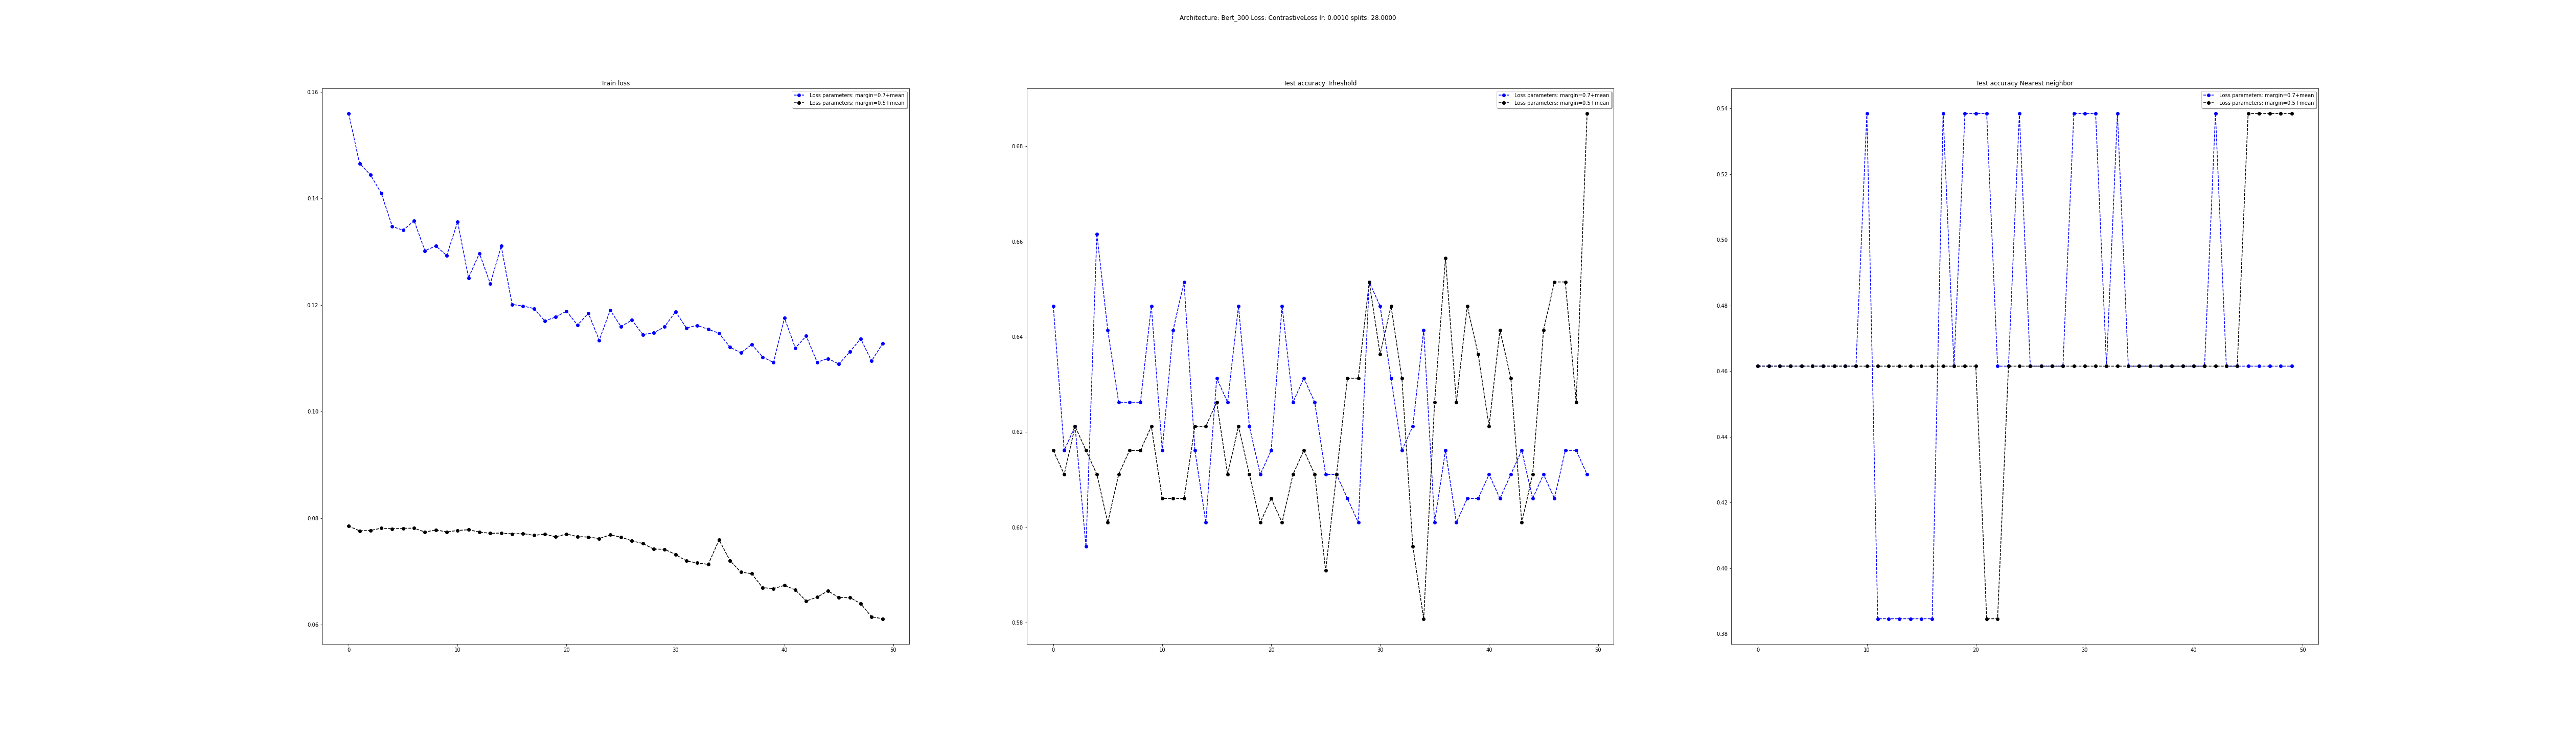 Architecture: Bert_300 Loss: ContrastiveLoss lr: 0.0010 splits: 28.0000
Train loss
Loss parameters: margin=0.7+mean
Loss parameters: margin=0.5+mean
0.16
0.14
0.12
0.10
0.08
0.06
0 10 20 30 40 50
Test accuracy Trheshold
Loss parameters: margin=0.7+mean
Loss parameters: margin=0.5+mean
0.68
0.66
0.64
0.62
0.60
0.58
0 10 20 30 40 50
Test accuracy Nearest neighbor
Loss parameters: margin=0.7+mean
Loss parameters: margin=0.5+mean
0.54
0.52
0.50
0.48
0.46
0.44
0.42
0.40
0.38
0 10 20 30 40 50